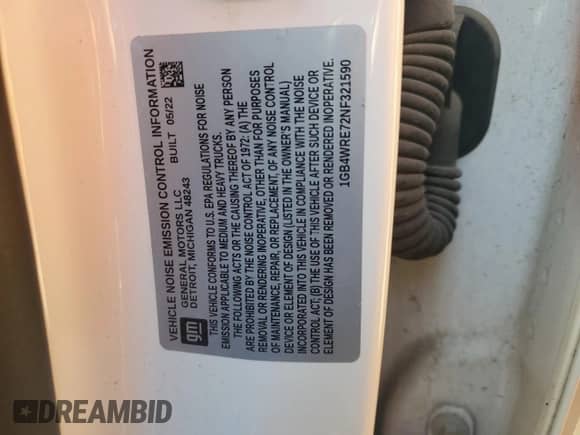 VEHICLE NOISE EMISSION CONTROL INFORMATION
GENERAL MOTORS LLC BUILT 05/22
DETROIT, MICHIGAN 48243
gm
THIS VEHICLE CONFORMS TO U.S. EPA REGULATIONS FOR NOISE
EMISSION APPLICABLE TO MEDIUM AND HEAVY TRUCKS.
THE FOLLOWING ACTS OR THE CAUSING THEREOF BY ANY PERSON
ARE PROHIBITED BY THE NOISE CONTROL ACT OF 1972: (A) THE
REMOVAL OR RENDERING INOPERATIVE, OTHER THAN FOR PURPOSES
OF MAINTENANCE, REPAIR, OR REPLACEMENT, OF ANY NOISE CONTROL
DEVICE OR ELEMENT OF DESIGN (LISTED IN THE OWNER'S MANUAL)
INCORPORATED INTO THIS VEHICLE IN COMPLIANCE WITH THE NOISE
CONTROL ACT; (B) THE USE OF THIS VEHICLE AFTER SUCH DEVICE OR
ELEMENT OF DESIGN HAS BEEN REMOVED OR RENDERED INOPERATIVE.
1GB4WRE72NF321590
DREAMBID